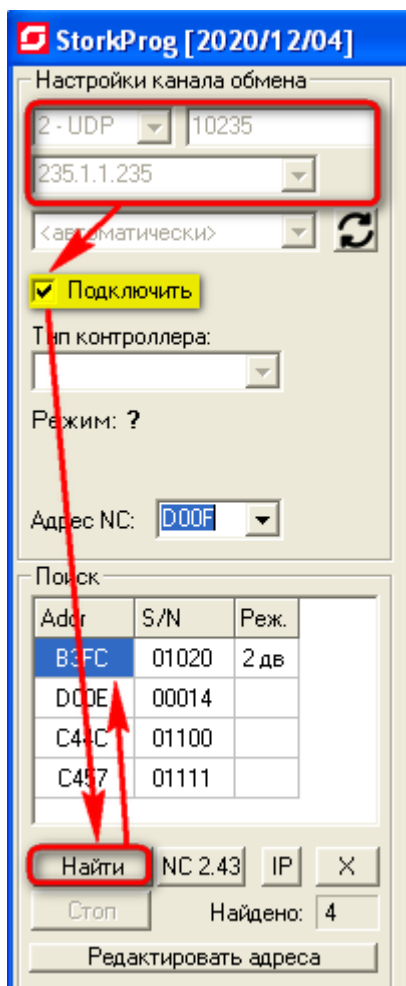 StorkProg [2020/12/04]
Настройки канала обмена
2 - UDP 10235
235.1.1.235
<автоматически>
Подключить
Тип контроллера:
Режим: ?
Адрес NC: D00F
Поиск
Addr S/N Реж.
B3FC 01020 2 дв
D00E 00014
C44C 01100
C457 01111
Найти NC 2.43 IP X
Стоп Найдено: 4
Редактировать адреса